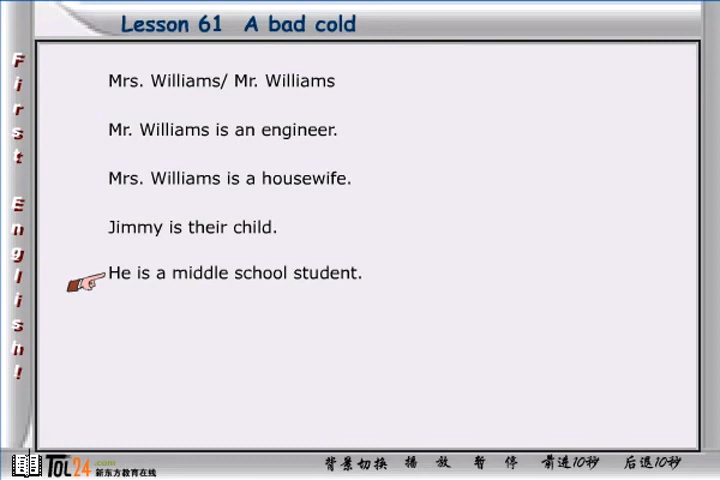 Lesson 61 A bad cold
First English!
Mrs. Williams/ Mr. Williams
Mr. Williams is an engineer.
Mrs. Williams is a housewife.
Jimmy is their child.
He is a middle school student.
TOL24.com
新东方教育在线
背景切换 播放 暂停 前进10秒 后退10秒